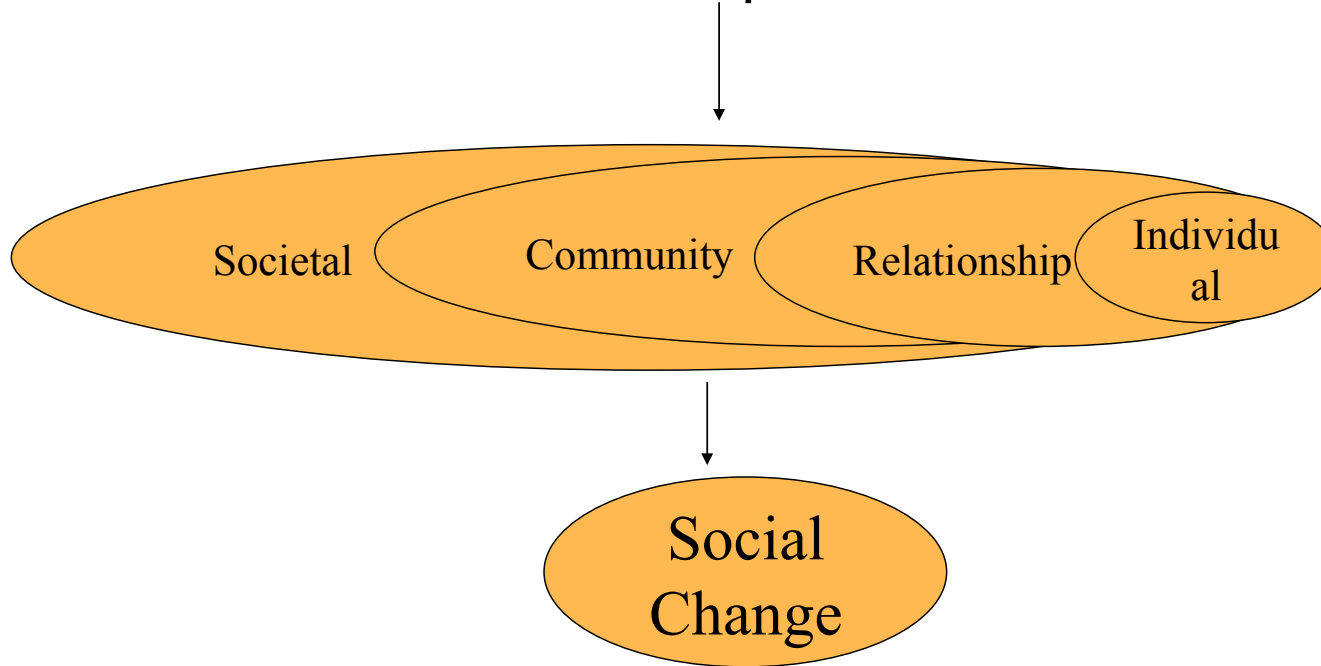 Societal
Community
Relationship
Individu
al
Social
Change